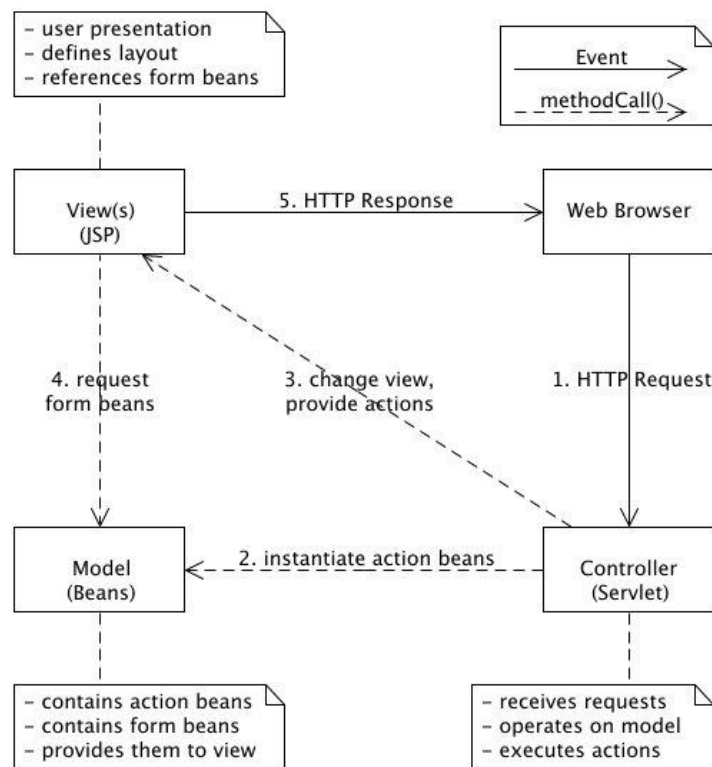 – user presentation
– defines layout
– references form beans
Event
methodCall()
View(s)
(JSP)
5. HTTP Response
Web Browser
4. request
form beans
3. change view,
provide actions
1. HTTP Request
Model
(Beans)
2. instantiate action beans
Controller
(Servlet)
– contains action beans
– contains form beans
– provides them to view
– receives requests
– operates on model
– executes actions